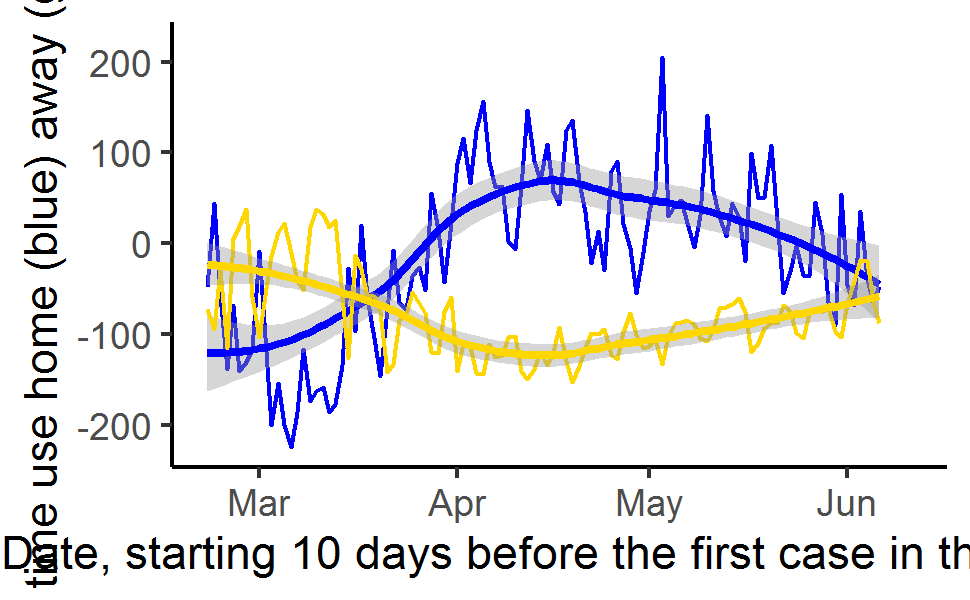 time use home (blue) away (
200
100
0
-100
-200
Mar Apr May Jun
Date, starting 10 days before the first case in th